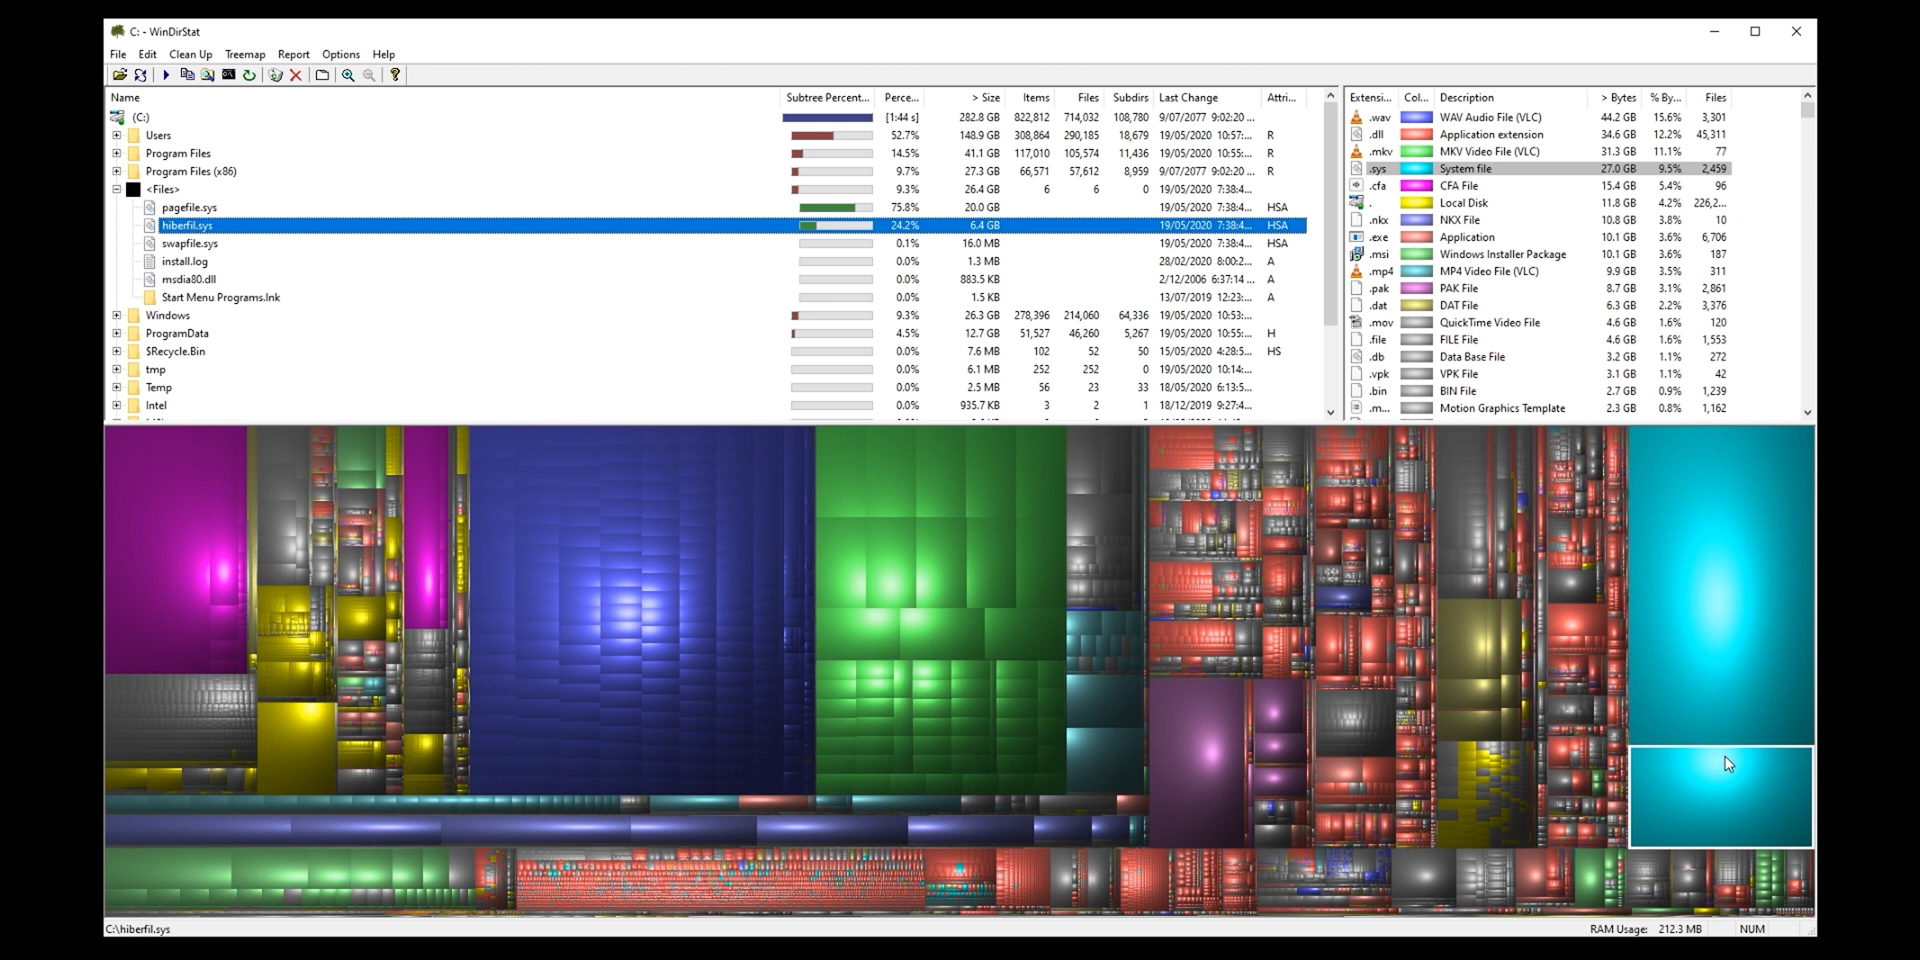 C: - WinDirStat
File Edit Clean Up Treemap Report Options Help
Name Subtree Percent... Perce... > Size Items Files Subdirs Last Change Attri...
(C:) [1:44 s] 282.8 GB 822,812 714,032 108,780 9/07/2077 9:02:20 ...
Users 52.7% 148.9 GB 308,864 290,185 18,679 19/05/2020 10:57:... R
Program Files 14.5% 41.1 GB 117,010 105,574 11,436 19/05/2020 10:55:... R
Program Files (x86) 9.7% 27.3 GB 66,571 57,612 8,959 9/07/2077 9:02:20 ... R
<Files> 9.3% 26.4 GB 6 6 0 19/05/2020 7:38:4...
pagefile.sys 75.8% 20.0 GB 19/05/2020 7:38:4... HSA
hiberfil.sys 24.2% 6.4 GB 19/05/2020 7:38:4... HSA
swapfile.sys 0.1% 16.0 MB 19/05/2020 7:38:4... HSA
install.log 0.0% 1.3 MB 28/02/2020 8:00:2... A
msdia80.dll 0.0% 883.5 KB 2/12/2006 6:37:14 ... A
Start Menu Programs.lnk 0.0% 1.5 KB 13/07/2019 12:23:... A
Windows 9.3% 26.3 GB 278,396 214,060 64,336 19/05/2020 10:53:...
ProgramData 4.5% 12.7 GB 51,527 46,260 5,267 19/05/2020 10:55:... H
$Recycle.Bin 0.0% 7.6 MB 102 52 50 15/05/2020 4:28:5... HS
tmp 0.0% 6.1 MB 252 252 0 19/05/2020 10:14:...
Temp 0.0% 2.5 MB 56 23 33 18/05/2020 6:13:5...
Intel 0.0% 935.7 KB 3 2 1 18/12/2019 9:27:4...
Extensi... Col... Description > Bytes % By... Files
.wav WAV Audio File (VLC) 44.2 GB 15.6% 3,301
.dll Application extension 34.6 GB 12.2% 45,311
.mkv MKV Video File (VLC) 31.3 GB 11.1% 77
.sys System file 27.0 GB 9.5% 2,459
.cfa CFA File 15.4 GB 5.4% 96
. Local Disk 11.8 GB 4.2% 226,2...
.nkx NKX File 10.8 GB 3.8% 10
.exe Application 10.1 GB 3.6% 6,706
.msi Windows Installer Package 10.1 GB 3.6% 187
.mp4 MP4 Video File (VLC) 9.9 GB 3.5% 311
.pak PAK File 8.7 GB 3.1% 2,861
.dat DAT File 6.3 GB 2.2% 3,376
.mov QuickTime Video File 4.6 GB 1.6% 120
.file FILE File 4.6 GB 1.6% 1,553
.db Data Base File 3.2 GB 1.1% 272
.vpk VPK File 3.1 GB 1.1% 42
.bin BIN File 2.7 GB 0.9% 1,239
.m... Motion Graphics Template 2.3 GB 0.8% 1,162
C:\hiberfil.sys RAM Usage: 212.3 MB NUM